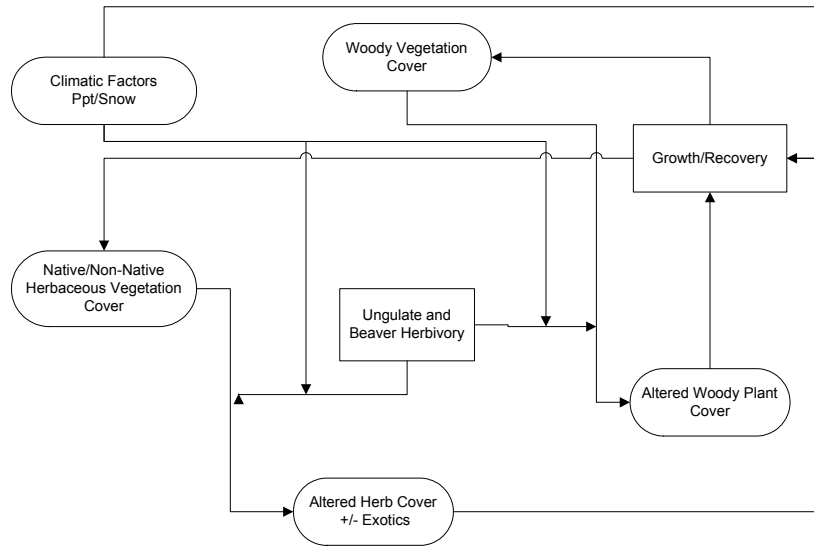 Woody Vegetation
Cover
Climatic Factors
Ppt/Snow
Growth/Recovery
Native/Non-Native
Herbaceous Vegetation
Cover
Ungulate and
Beaver Herbivory
Altered Woody Plant
Cover
Altered Herb Cover
+/- Exotics